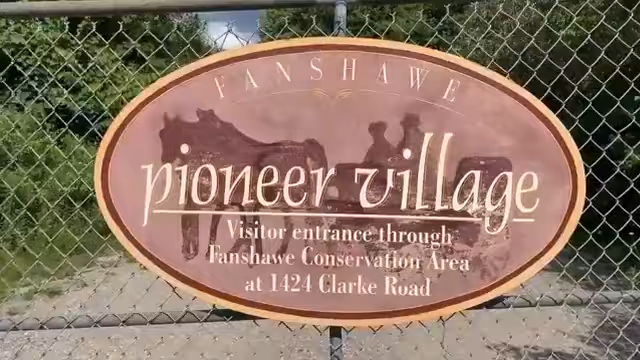 FANSHAWE
pioneer village
Visitor entrance through
Fanshawe Conservation Area
at 1424 Clarke Road